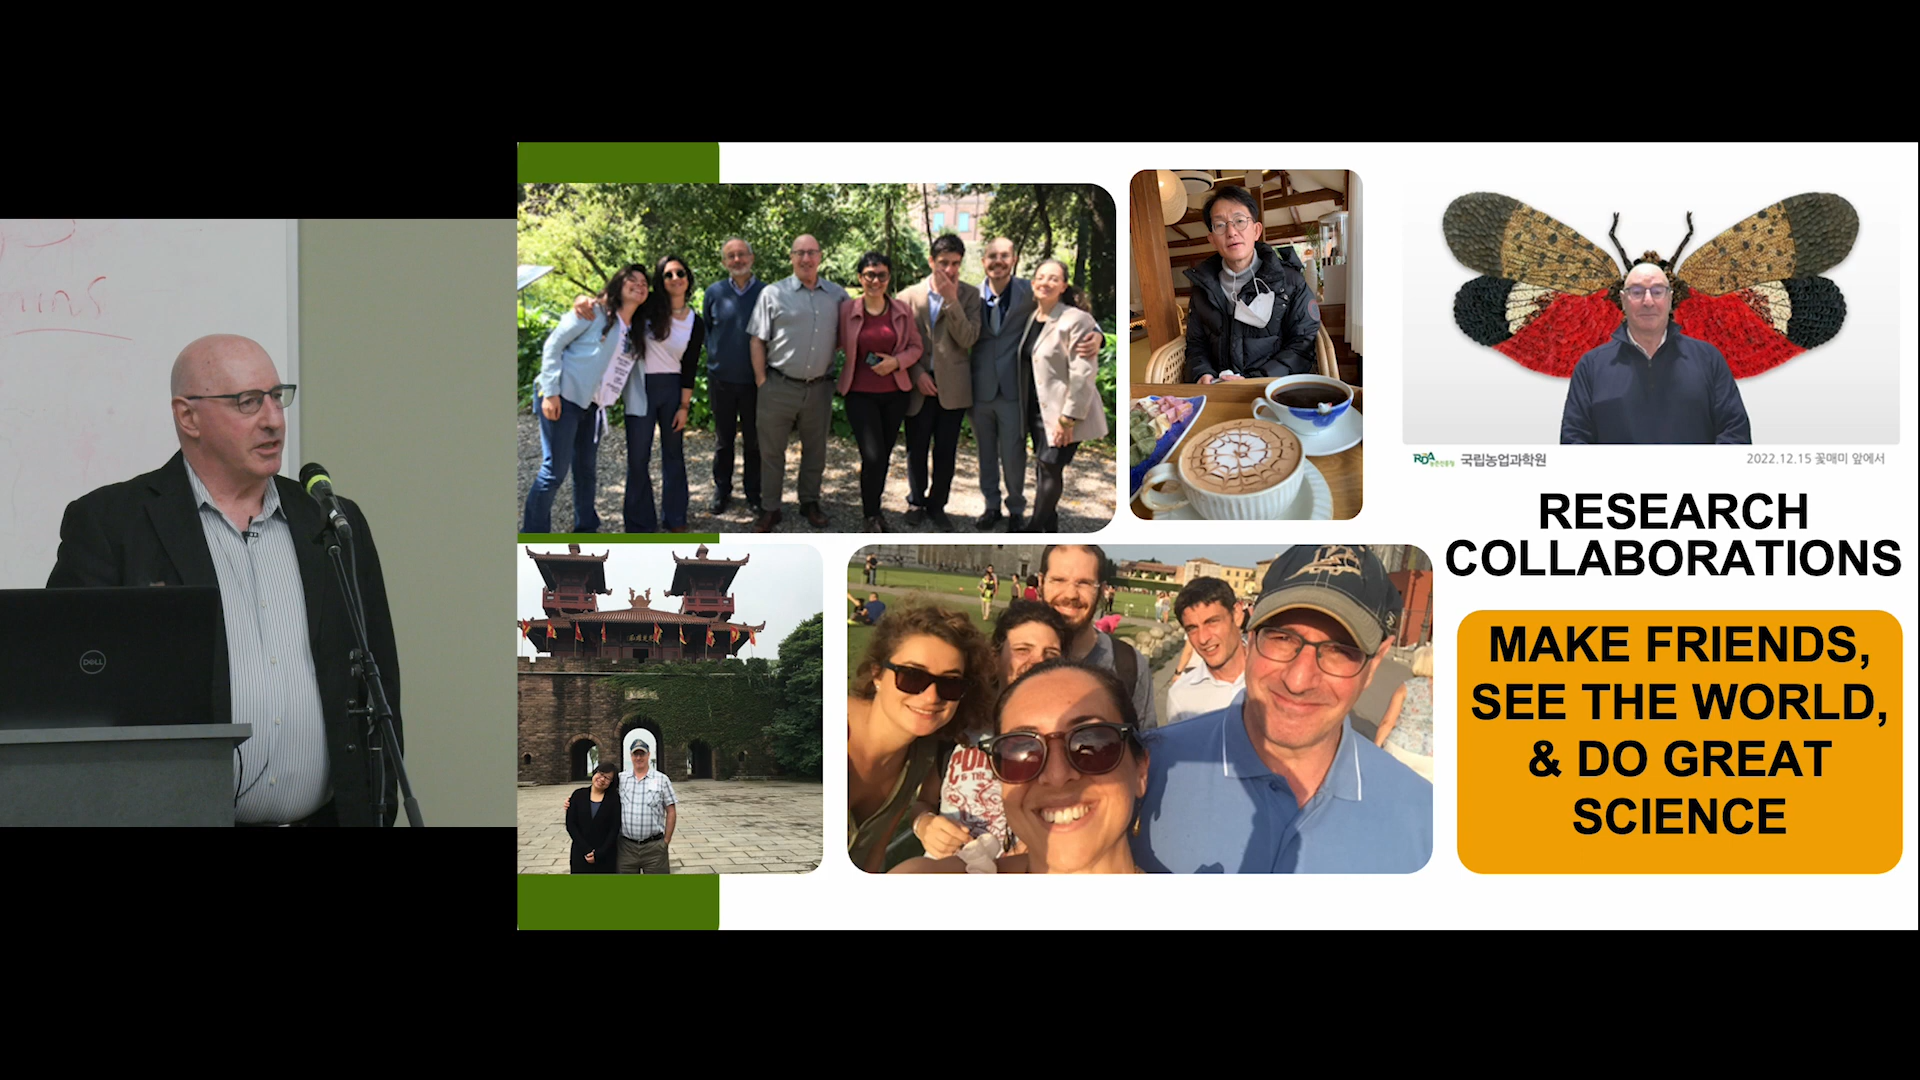 DELL
RDA 국립농업과학원
2022.12.15 꽃매미 앞에서
RESEARCH
COLLABORATIONS
MAKE FRIENDS,
SEE THE WORLD,
& DO GREAT
SCIENCE